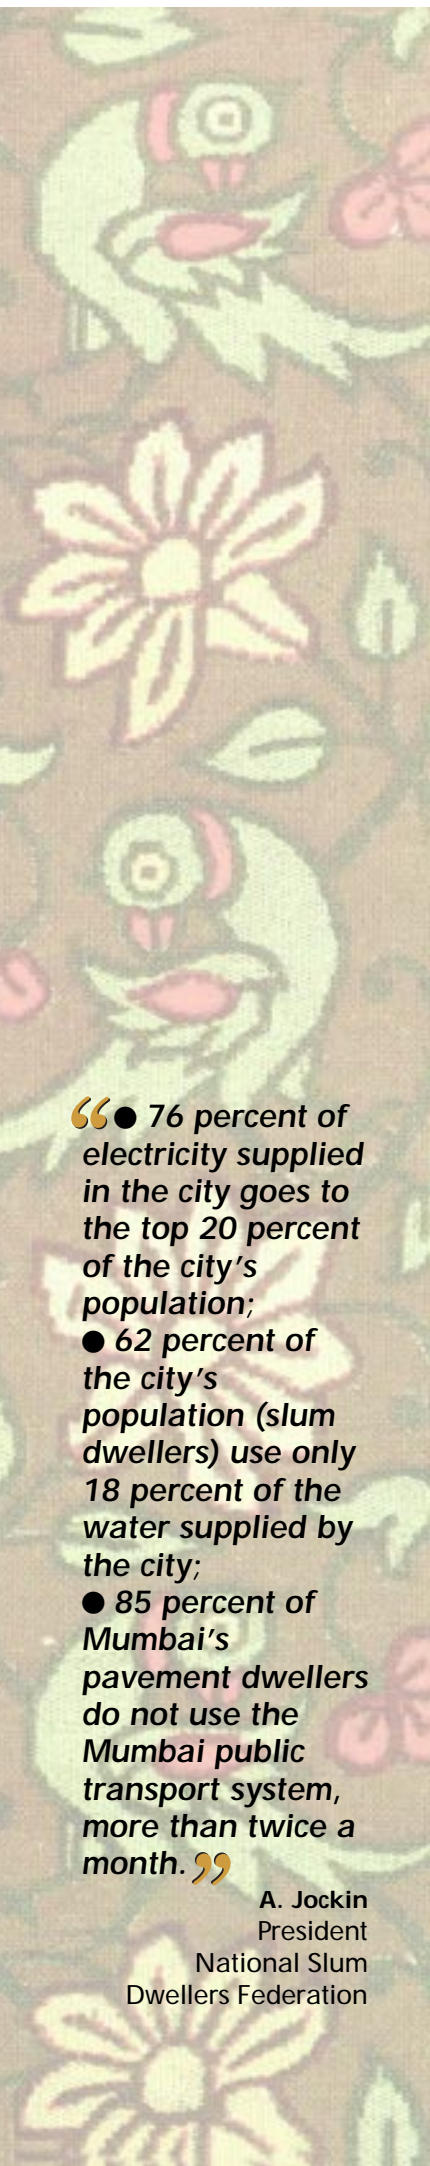 “● 76 percent of
electricity supplied
in the city goes to
the top 20 percent
of the city’s
population;
● 62 percent of
the city’s
population (slum
dwellers) use only
18 percent of the
water supplied by
the city;
● 85 percent of
Mumbai’s
pavement dwellers
do not use the
Mumbai public
transport system,
more than twice a
month.”
A. Jockin
President
National Slum
Dwellers Federation